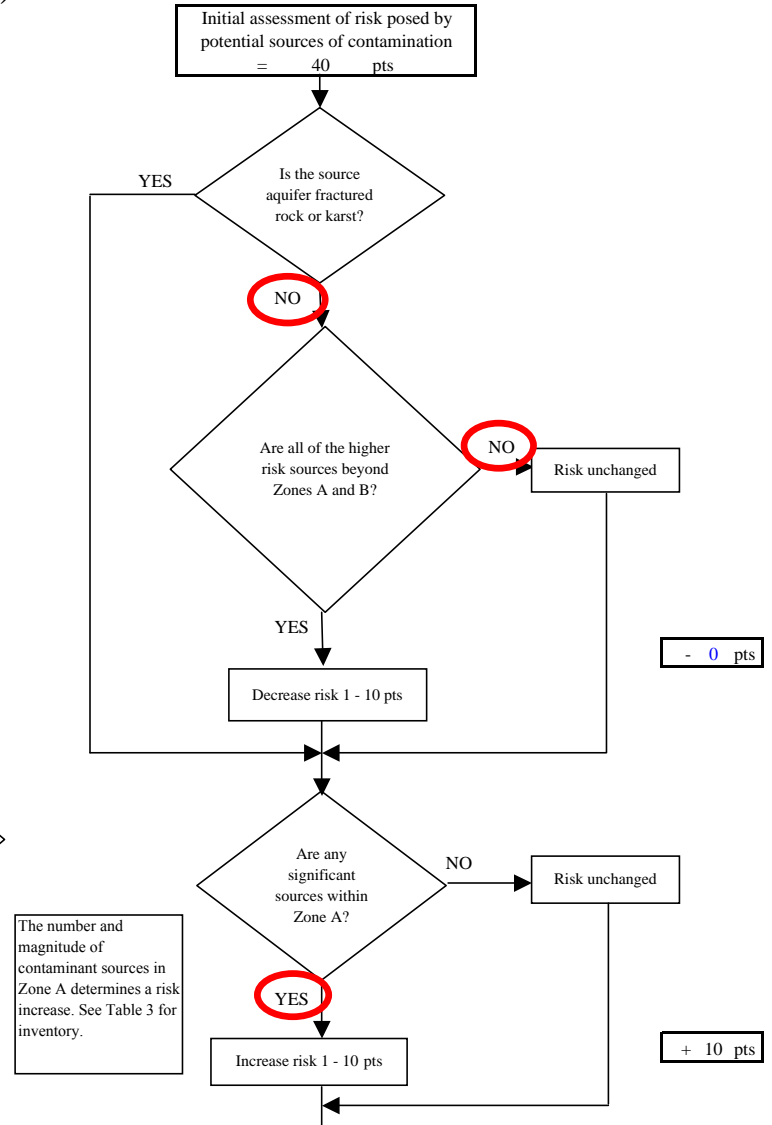 )
Initial assessment of risk posed by
potential sources of contamination
= 40 pts
Is the source
aquifer fractured
rock or karst?
YES
NO
Are all of the higher
risk sources beyond
Zones A and B?
NO
Risk unchanged
YES
- 0 pts
Decrease risk 1 - 10 pts
Are any
significant
sources within
Zone A?
NO
Risk unchanged
The number and
magnitude of
contaminant sources in
Zone A determines a risk
increase. See Table 3 for
inventory.
YES
Increase risk 1 - 10 pts
+ 10 pts